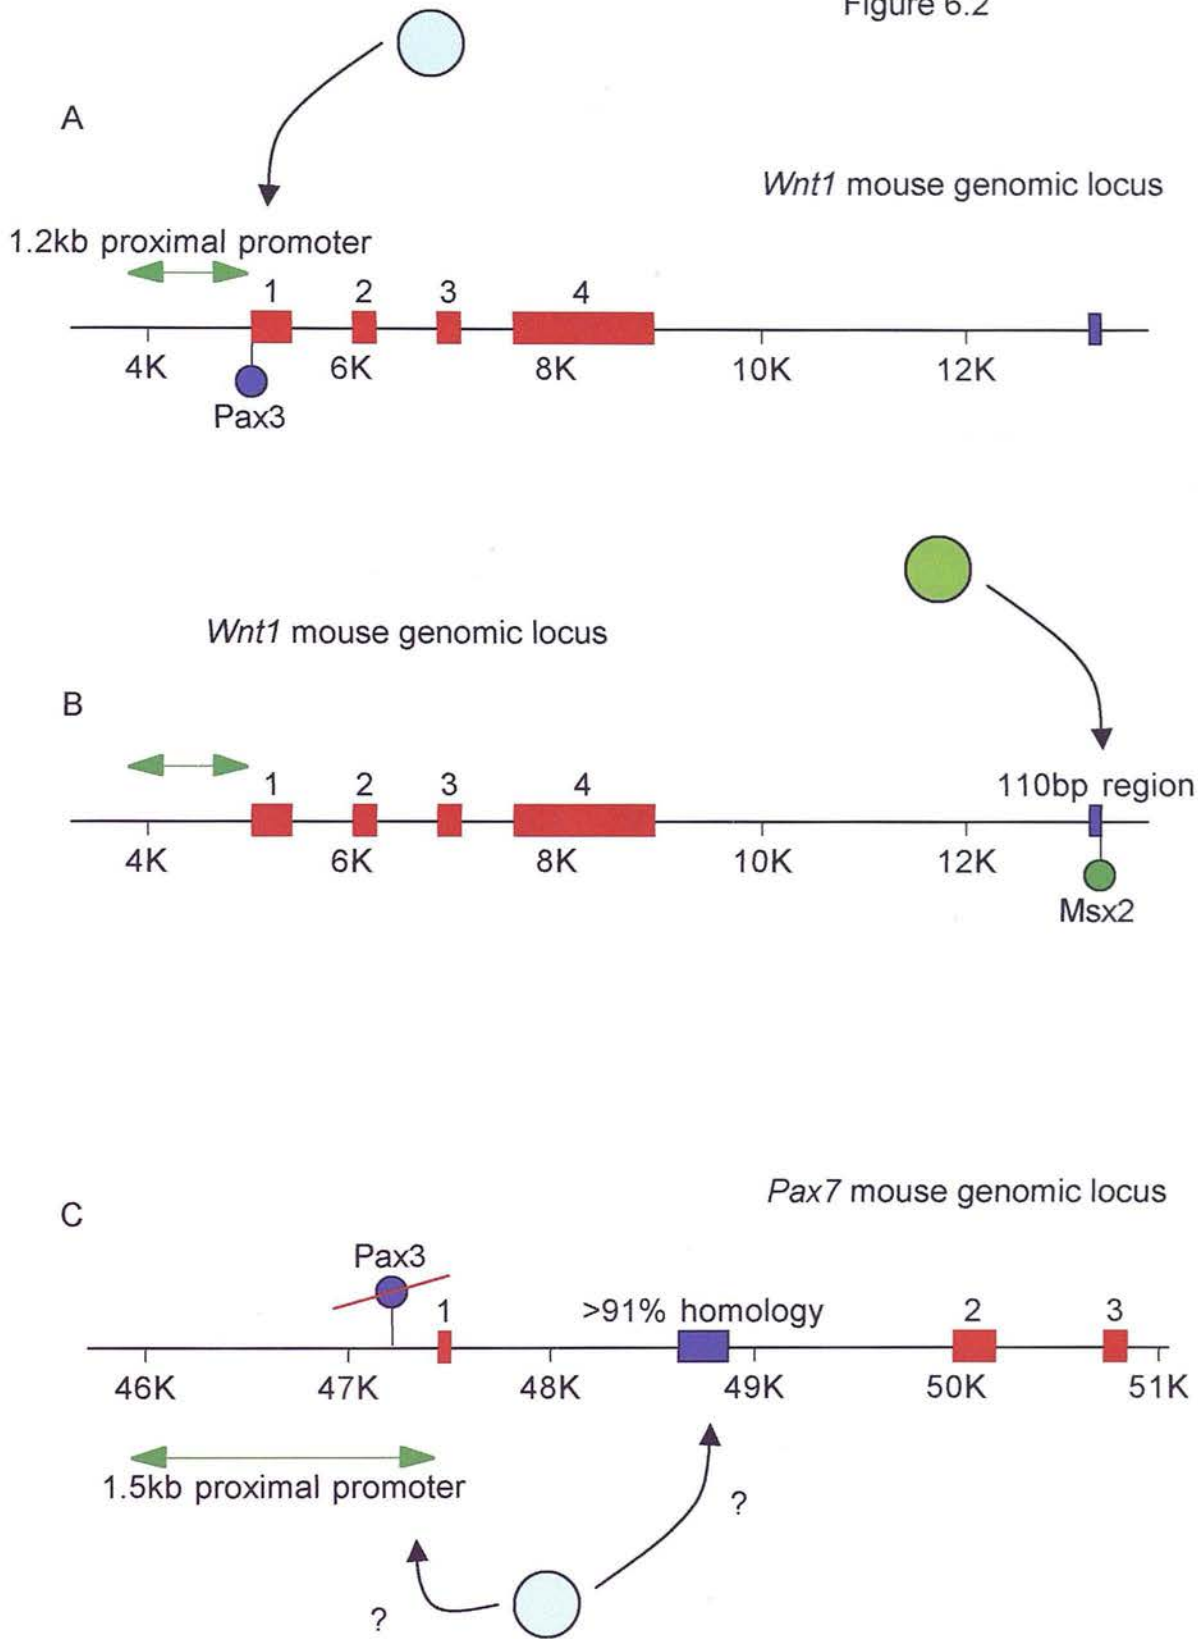 Figure 6.2
A
Wnt1 mouse genomic locus
1.2kb proximal promoter
1 2 3 4
4K 6K 8K 10K 12K
Pax3
Wnt1 mouse genomic locus
B
1 2 3 4 110bp region
4K 6K 8K 10K 12K
Msx2
Pax7 mouse genomic locus
C
Pax3
1 >91% homology 2 3
46K 47K 48K 49K 50K 51K
1.5kb proximal promoter
?
?